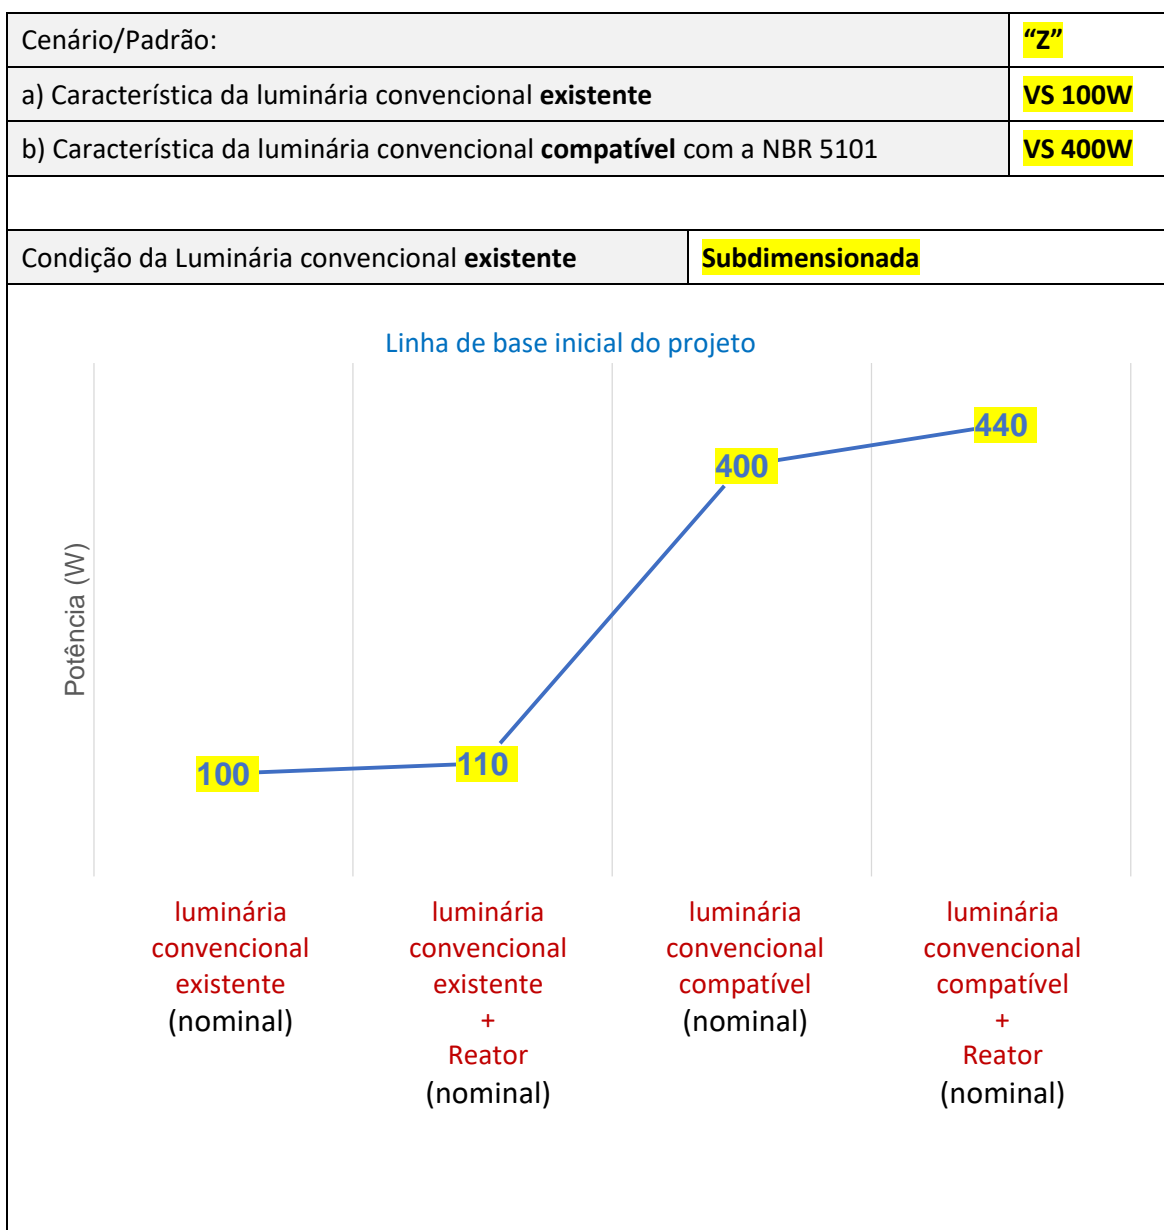 Cenário/Padrão: “Z”
a) Característica da luminária convencional existente VS 100W
b) Característica da luminária convencional compatível com a NBR 5101 VS 400W
Condição da Luminária convencional existente Subdimensionada
Linha de base inicial do projeto
Potência (W)
440
400
110
100
luminária
convencional
existente
(nominal)
luminária
convencional
existente
+
Reator
(nominal)
luminária
convencional
compatível
(nominal)
luminária
convencional
compatível
+
Reator
(nominal)